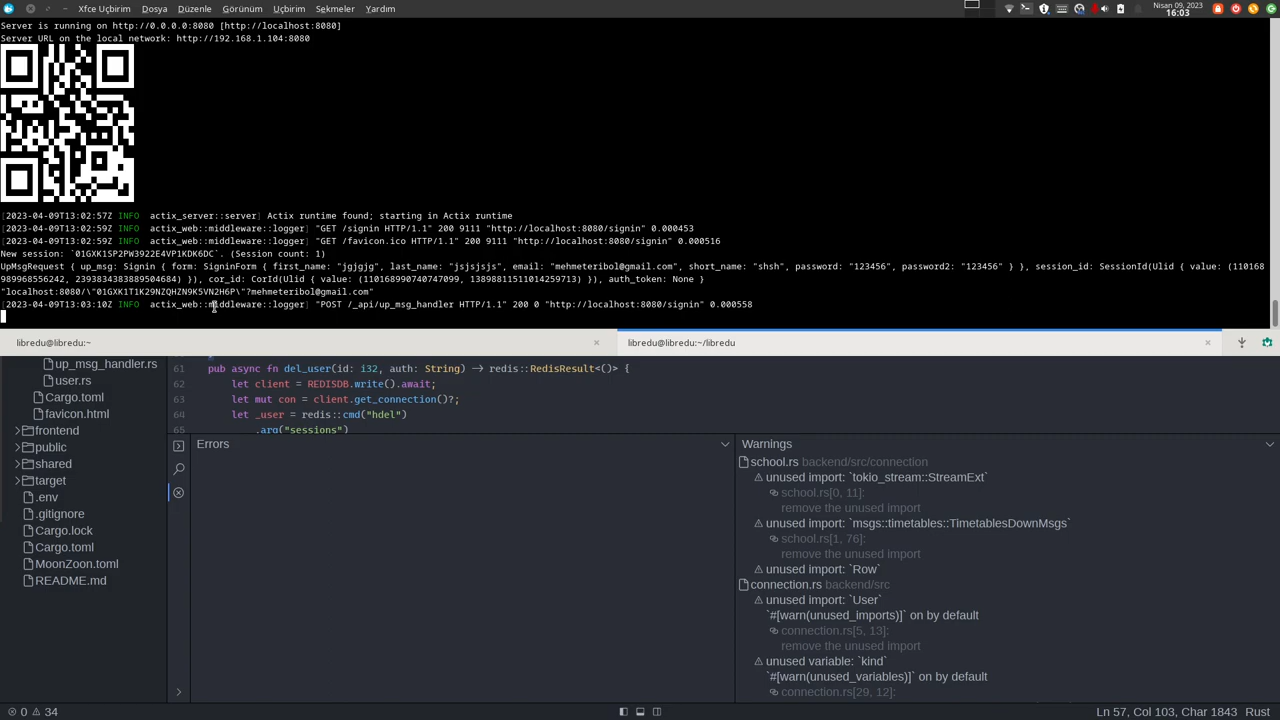 Xfce Uçbirim Dosya Düzenle Görünüm Uçbirim Sekmeler Yardım
Nisan 09, 2023
16:03
Server is running on http://0.0.0.0:8080 [http://localhost:8080]
Server URL on the local network: http://192.168.1.104:8080
[2023-04-09T13:02:57Z INFO actix_server::server] Actix runtime found; starting in Actix runtime
[2023-04-09T13:02:59Z INFO actix_web::middleware::logger] "GET /signin HTTP/1.1" 200 9111 "http://localhost:8080/signin" 0.000453
[2023-04-09T13:02:59Z INFO actix_web::middleware::logger] "GET /favicon.ico HTTP/1.1" 200 9111 "http://localhost:8080/signin" 0.000516
New session: `01GXK1SP2PW3922E4VP1KDK6DC`. (Session count: 1)
UpMsgRequest { up_msg: Signin { form: SigninForm { first_name: "jgjgjg", last_name: "jsjsjsjs", email: "mehmeteribol@gmail.com", short_name: "shsh", password: "123456", password2: "123456" } }, session_id: SessionId(Ulid { value: (110168
989968556242, 2393834383889504684) }), cor_id: CorId(Ulid { value: (1101689990740747095, 13898811511014259713) }), auth_token: None }
"localhost:8080/\"01GXK1T1K29NZQHZN9K5VN2H6P\"?mehmeteribol@gmail.com"
[2023-04-09T13:03:10Z INFO actix_web::middleware::logger] "POST /_api/up_msg_handler HTTP/1.1" 200 0 "http://localhost:8080/signin" 0.000558
libredu@libredu:~
libredu@libredu:~/libredu
up_msg_handler.rs
user.rs
Cargo.toml
favicon.html
frontend
public
shared
target
.env
.gitignore
Cargo.lock
Cargo.toml
MoonZoon.toml
README.md
61 pub async fn del_user(id: i32, auth: String) -> redis::RedisResult<()> {
62 let client = REDISDB.write().await;
63 let mut con = client.get_connection()?;
64 let _user = redis::cmd("hdel")
65 .arg("sessions")
Errors
Warnings
school.rs backend/src/connection
unused import: `tokio_stream::StreamExt`
school.rs[0, 11]:
remove the unused import
unused import: `msgs::timetables::TimetablesDownMsgs`
school.rs[1, 76]:
remove the unused import
unused import: `Row`
connection.rs backend/src
unused import: `User`
`#[warn(unused_imports)]` on by default
connection.rs[5, 13]:
remove the unused import
unused variable: `kind`
`#[warn(unused_variables)]` on by default
connection.rs[29, 12]:
0 34
Ln 57, Col 103, Char 1843 Rust